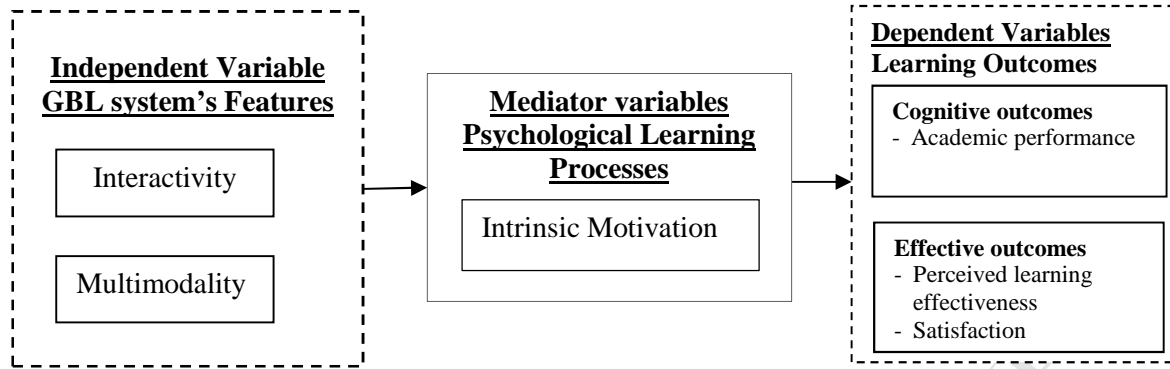 Independent Variable
GBL system's Features
Interactivity
Multimodality
Mediator variables
Psychological Learning
Processes
Intrinsic Motivation
Dependent Variables
Learning Outcomes
Cognitive outcomes
- Academic performance
Effective outcomes
- Perceived learning
effectiveness
- Satisfaction